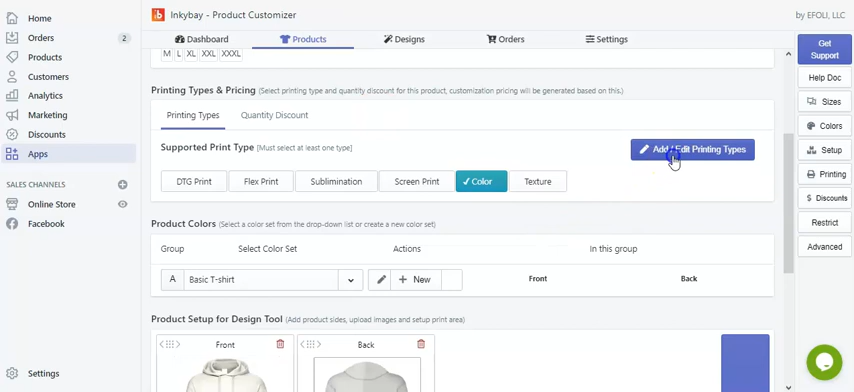 Home
Orders 2
Products
Customers
Analytics
Marketing
Discounts
Apps
SALES CHANNELS
Online Store
Facebook
Settings
b Inkybay - Product Customizer
by EFOLI, LLC
Dashboard Products Designs Orders Settings
M L XL XXL XXXL
Printing Types & Pricing (Select printing type and quantity discount for this product, customization pricing will be generated based on this.)
Printing Types Quantity Discount
Supported Print Type [Must select at least one type]
Add / Edit Printing Types
DTG Print Flex Print Sublimination Screen Print Color Texture
Product Colors (Select a color set from the drop-down list or create a new color set)
Group Select Color Set Actions In this group
A Basic T-shirt + New Front Back
Product Setup for Design Tool (Add product sides, upload images and setup print area)
Front Back
Get Support
Help Doc
Sizes
Colors
Setup
Printing
$ Discounts
Restrict
Advanced